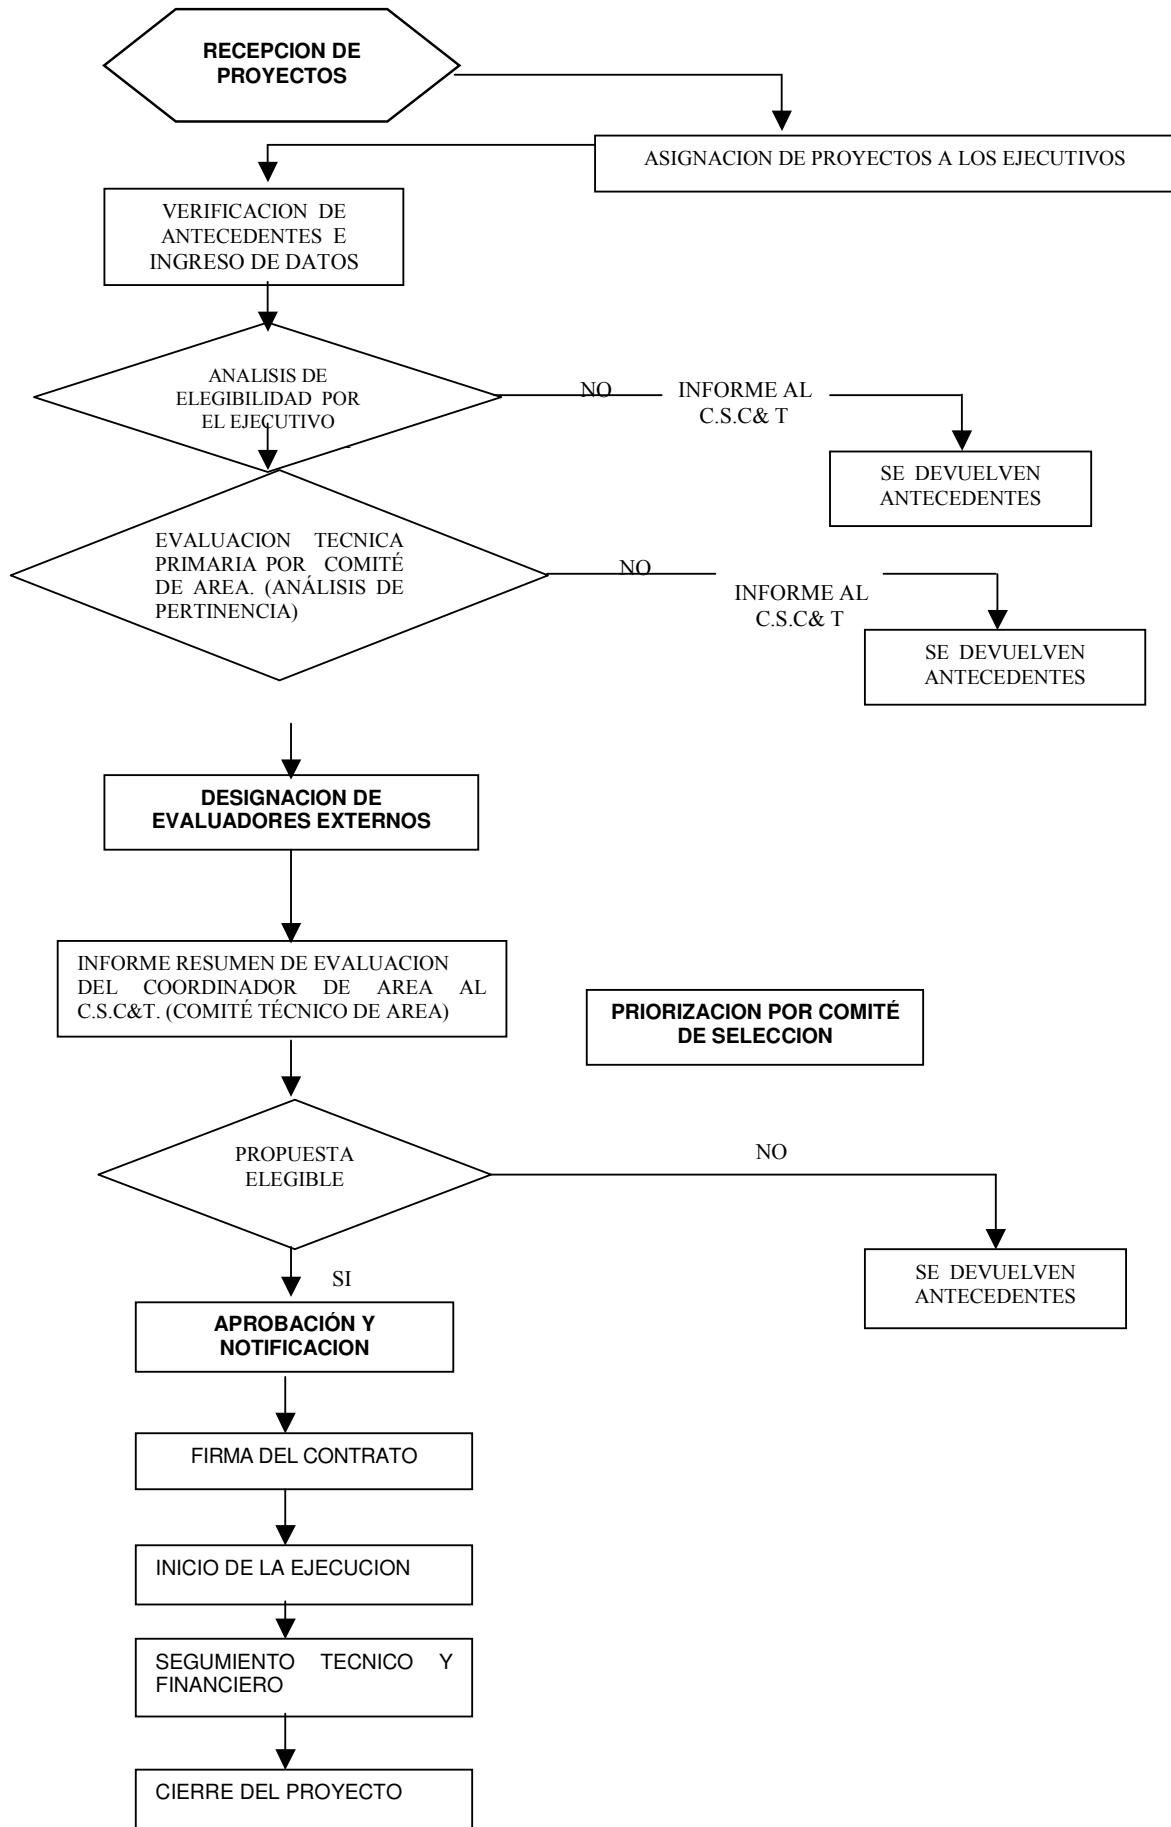 RECEPCION DE
PROYECTOS
ASIGNACION DE PROYECTOS A LOS EJECUTIVOS
VERIFICACION DE
ANTECEDENTES E
INGRESO DE DATOS
ANALISIS DE
ELEGIBILIDAD POR
EL EJECUTIVO
NO
INFORME AL
C.S.C& T
SE DEVUELVEN
ANTECEDENTES
EVALUACION TECNICA
PRIMARIA POR COMITÉ
DE AREA. (ANÁLISIS DE
PERTINENCIA)
NO
INFORME AL
C.S.C& T
SE DEVUELVEN
ANTECEDENTES
DESIGNACION DE
EVALUADORES EXTERNOS
INFORME RESUMEN DE EVALUACION
DEL COORDINADOR DE AREA AL
C.S.C&T. (COMITÉ TÉCNICO DE AREA)
PRIORIZACION POR COMITÉ
DE SELECCION
PROPUESTA
ELEGIBLE
NO
SE DEVUELVEN
ANTECEDENTES
SI
APROBACIÓN Y
NOTIFICACION
FIRMA DEL CONTRATO
INICIO DE LA EJECUCION
SEGUMIENTO TECNICO Y
FINANCIERO
CIERRE DEL PROYECTO